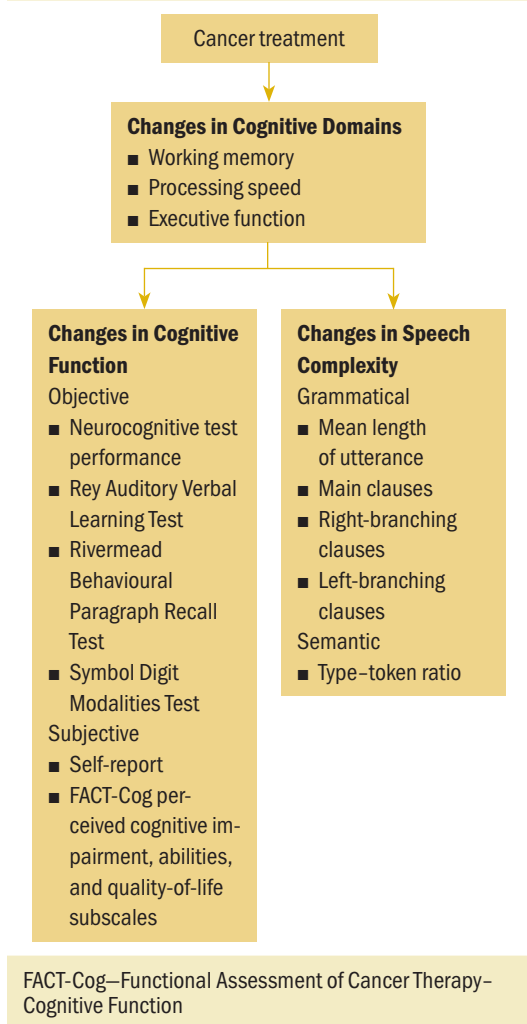 Cancer treatment
Changes in Cognitive Domains
■ Working memory
■ Processing speed
■ Executive function
Changes in Cognitive
Function
Objective
■ Neurocognitive test
performance
■ Rey Auditory Verbal
Learning Test
■ Rivermead
Behavioural
Paragraph Recall
Test
■ Symbol Digit
Modalities Test
Subjective
■ Self-report
■ FACT-Cog per-
ceived cognitive im-
pairment, abilities,
and quality-of-life
subscales
Changes in Speech
Complexity
Grammatical
■ Mean length
of utterance
■ Main clauses
■ Right-branching
clauses
■ Left-branching
clauses
Semantic
■ Type–token ratio
FACT-Cog—Functional Assessment of Cancer Therapy–
Cognitive Function